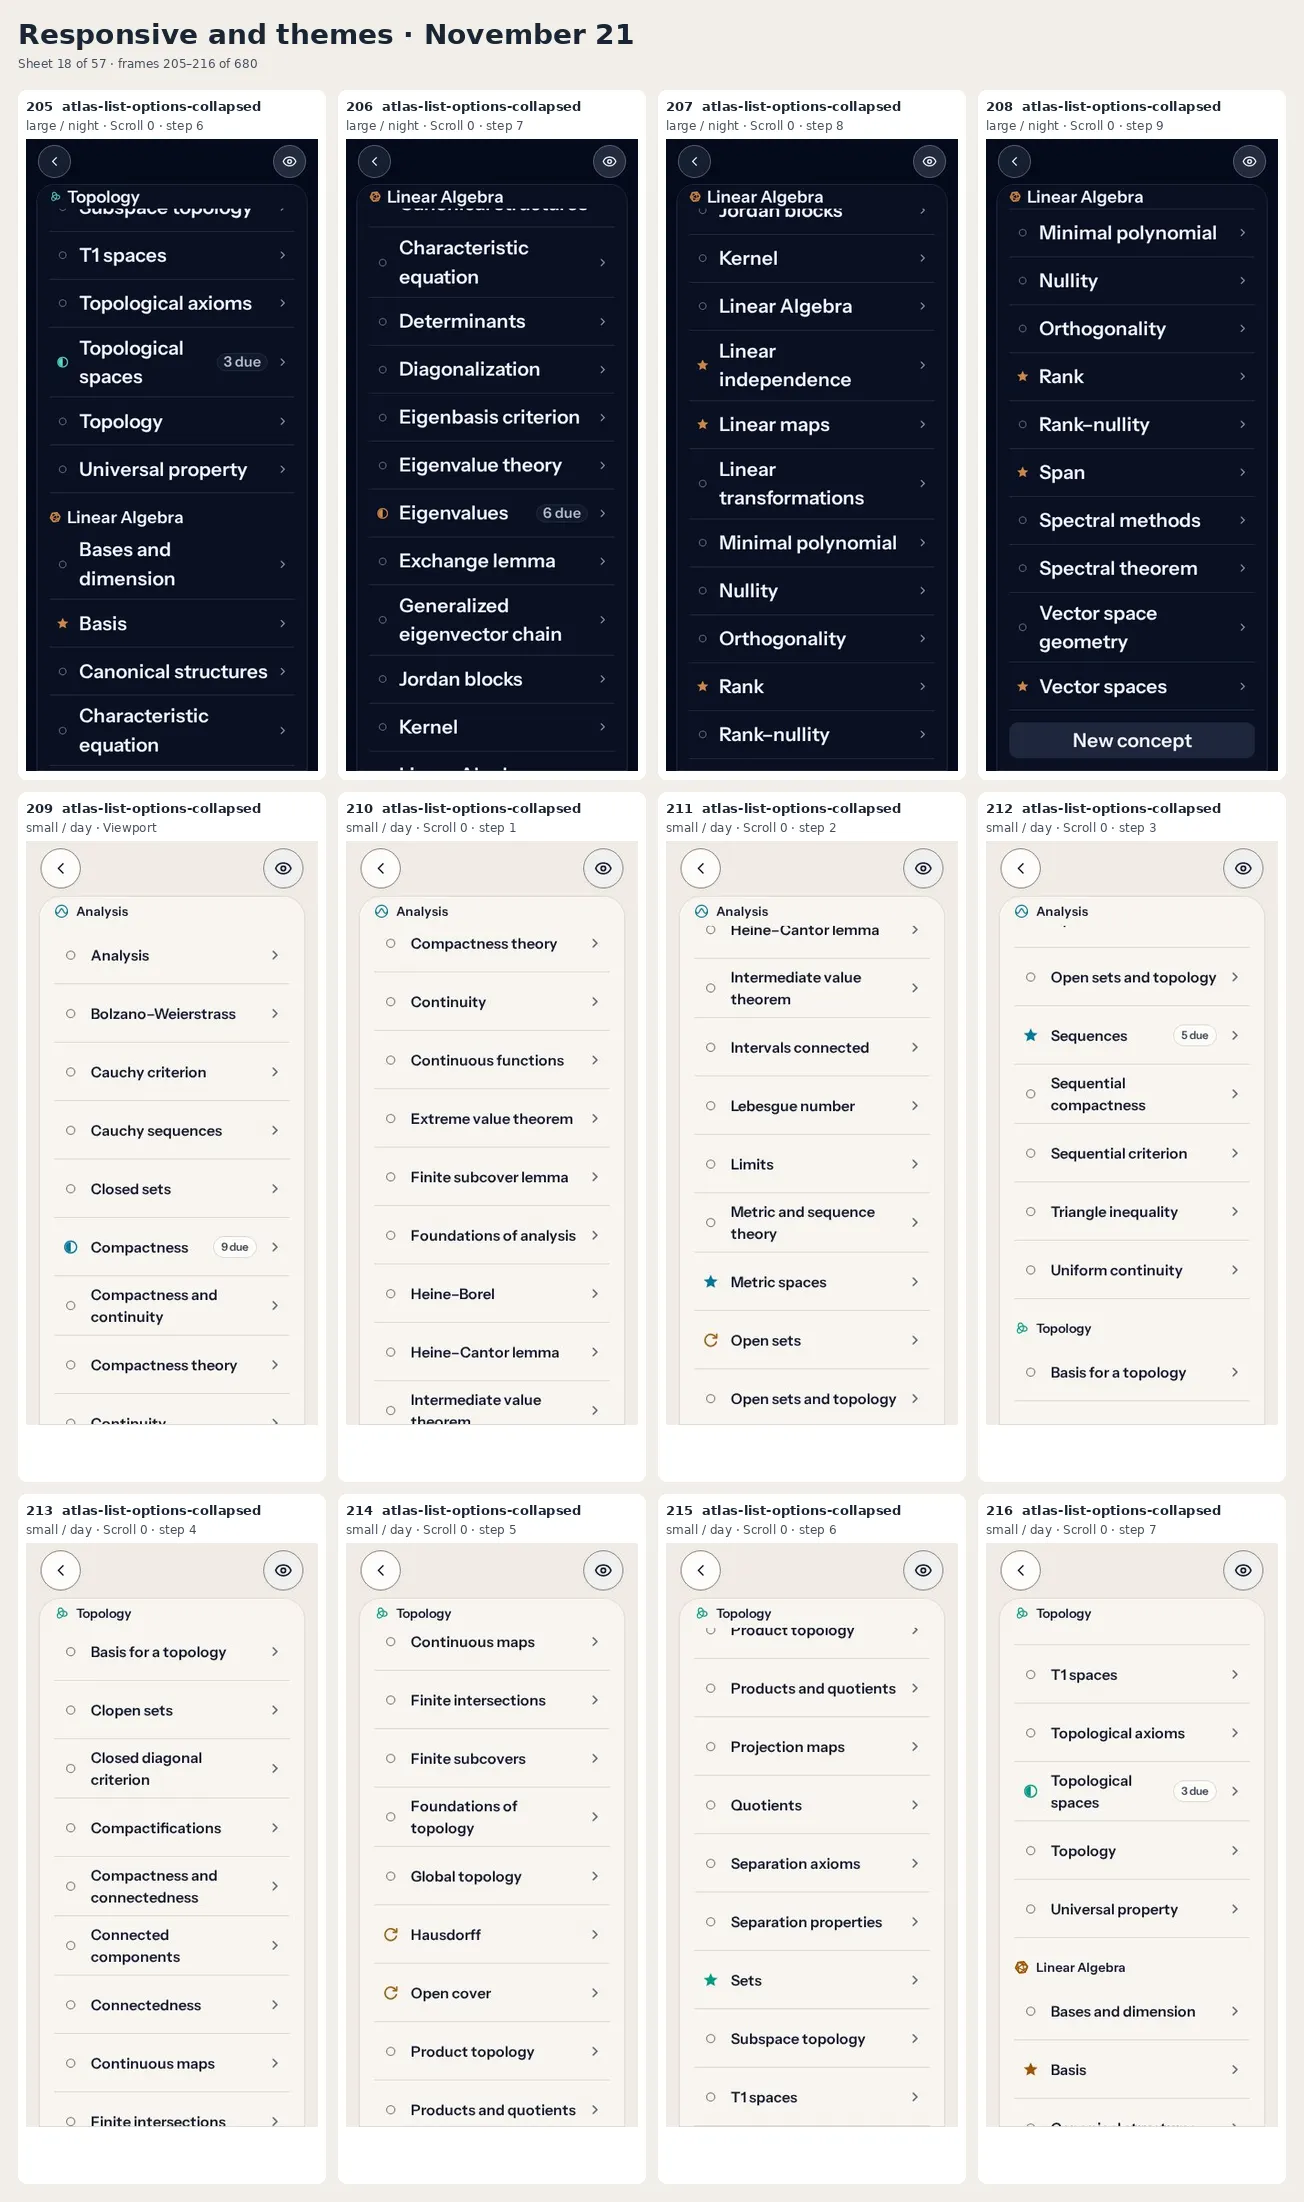 Responsive and themes · November 21
Sheet 18 of 57 · frames 205–216 of 680
205 atlas-list-options-collapsed
large / night · Scroll 0 · step 6
Topology
Subspace topology
T1 spaces
Topological axioms
Topological
spaces
3 due
Topology
Universal property
Linear Algebra
Bases and
dimension
Basis
Canonical structures
Characteristic
equation
206 atlas-list-options-collapsed
large / night · Scroll 0 · step 7
Linear Algebra
Canonical structures
Characteristic
equation
Determinants
Diagonalization
Eigenbasis criterion
Eigenvalue theory
Eigenvalues
6 due
Exchange lemma
Generalized
eigenvector chain
Jordan blocks
Kernel
207 atlas-list-options-collapsed
large / night · Scroll 0 · step 8
Linear Algebra
Jordan blocks
Kernel
Linear Algebra
Linear
independence
Linear maps
Linear
transformations
Minimal polynomial
Nullity
Orthogonality
Rank
Rank–nullity
208 atlas-list-options-collapsed
large / night · Scroll 0 · step 9
Linear Algebra
Minimal polynomial
Nullity
Orthogonality
Rank
Rank–nullity
Span
Spectral methods
Spectral theorem
Vector space
geometry
Vector spaces
New concept
209 atlas-list-options-collapsed
small / day · Viewport
Analysis
Analysis
Bolzano–Weierstrass
Cauchy criterion
Cauchy sequences
Closed sets
Compactness
9 due
Compactness and
continuity
Compactness theory
Continuity
210 atlas-list-options-collapsed
small / day · Scroll 0 · step 1
Analysis
Compactness theory
Continuity
Continuous functions
Extreme value theorem
Finite subcover lemma
Foundations of analysis
Heine–Borel
Heine–Cantor lemma
Intermediate value
theorem
211 atlas-list-options-collapsed
small / day · Scroll 0 · step 2
Analysis
Heine–Cantor lemma
Intermediate value
theorem
Intervals connected
Lebesgue number
Limits
Metric and sequence
theory
Metric spaces
Open sets
Open sets and topology
212 atlas-list-options-collapsed
small / day · Scroll 0 · step 3
Analysis
Open sets and topology
Sequences
5 due
Sequential
compactness
Sequential criterion
Triangle inequality
Uniform continuity
Topology
Basis for a topology
213 atlas-list-options-collapsed
small / day · Scroll 0 · step 4
Topology
Basis for a topology
Clopen sets
Closed diagonal
criterion
Compactifications
Compactness and
connectedness
Connected
components
Connectedness
Continuous maps
Finite intersections
214 atlas-list-options-collapsed
small / day · Scroll 0 · step 5
Topology
Continuous maps
Finite intersections
Finite subcovers
Foundations of
topology
Global topology
Hausdorff
Open cover
Product topology
Products and quotients
215 atlas-list-options-collapsed
small / day · Scroll 0 · step 6
Topology
Product topology
Products and quotients
Projection maps
Quotients
Separation axioms
Separation properties
Sets
Subspace topology
T1 spaces
216 atlas-list-options-collapsed
small / day · Scroll 0 · step 7
Topology
T1 spaces
Topological axioms
Topological
spaces
3 due
Topology
Universal property
Linear Algebra
Bases and dimension
Basis